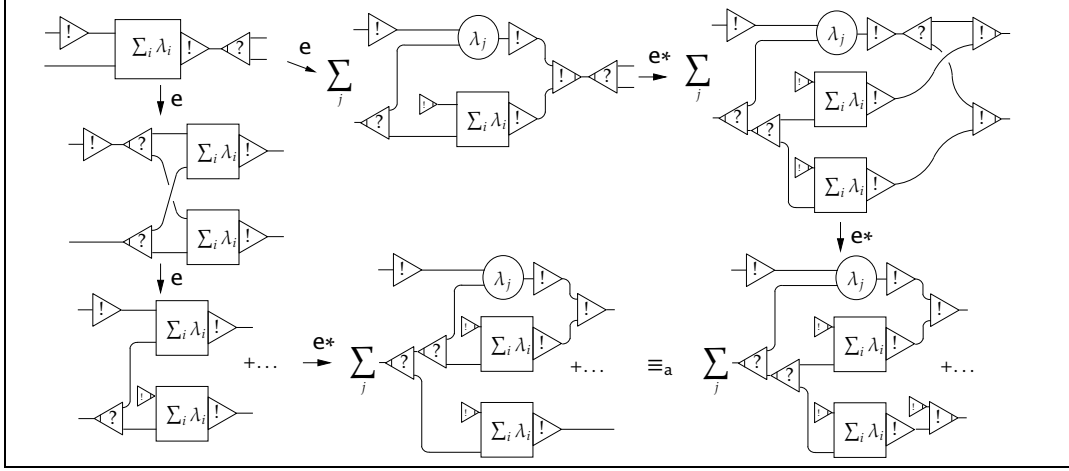 ! ∑i λi ! ?
e
! λj ! ∑j ? ! ∑i λi ! ! ?
e*
! λj ! ? ! ∑j ? ? ! ∑i λi ! ! ! ∑i λi !
e
! ? ∑i λi !
? ∑i λi !
e
e*
! ∑i λi !
+...
? ! ∑i λi !
e*
∑j ! λj ! ! ? ? ! ∑i λi ! +... ! ∑i λi !
≡a
∑j ! λj ! ! ? ? ! ∑i λi ! +... ! ∑i λi ! ! !